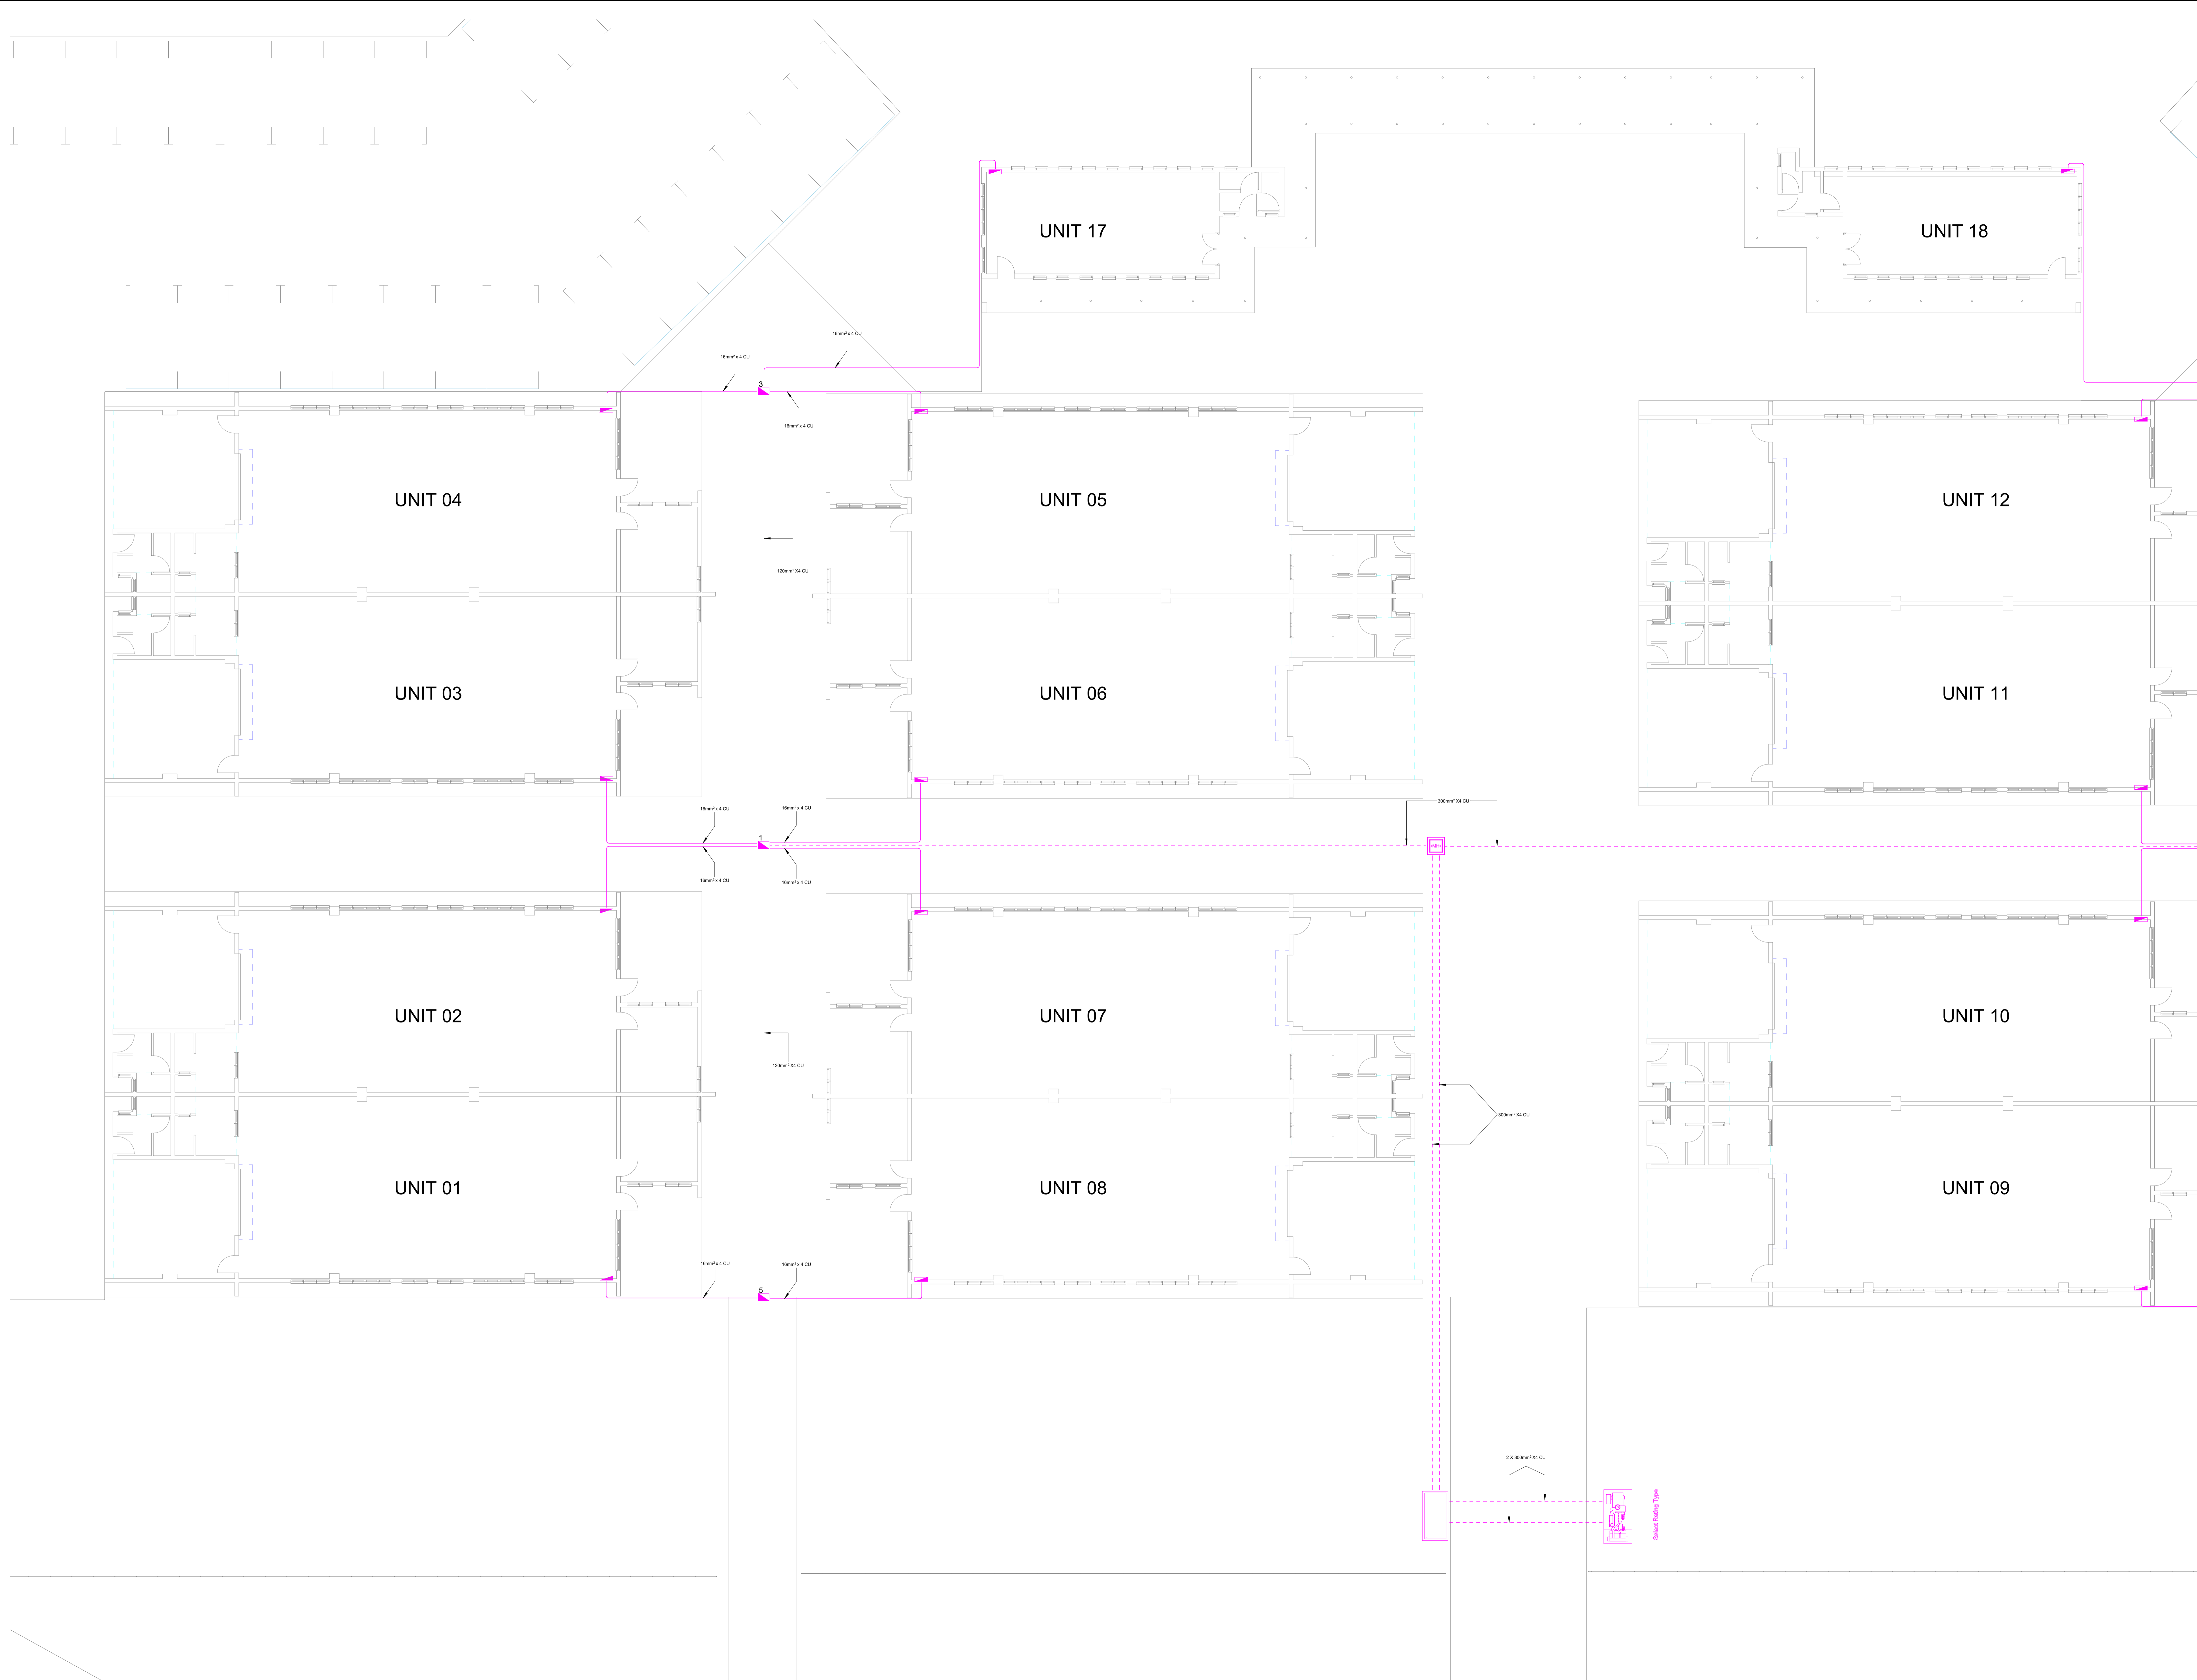 UNIT 17
UNIT 18
16mm² x 4 CU
16mm² x 4 CU
3
16mm² x 4 CU
UNIT 04
UNIT 05
UNIT 12
120mm² X4 CU
UNIT 03
UNIT 06
UNIT 11
300mm² X4 CU
16mm² x 4 CU
16mm² x 4 CU
1
16mm² x 4 CU
16mm² x 4 CU
UNIT 02
UNIT 07
UNIT 10
120mm² X4 CU
300mm² X4 CU
UNIT 01
UNIT 08
UNIT 09
16mm² x 4 CU
16mm² x 4 CU
5
2 X 300mm² X4 CU
Select Rating Type